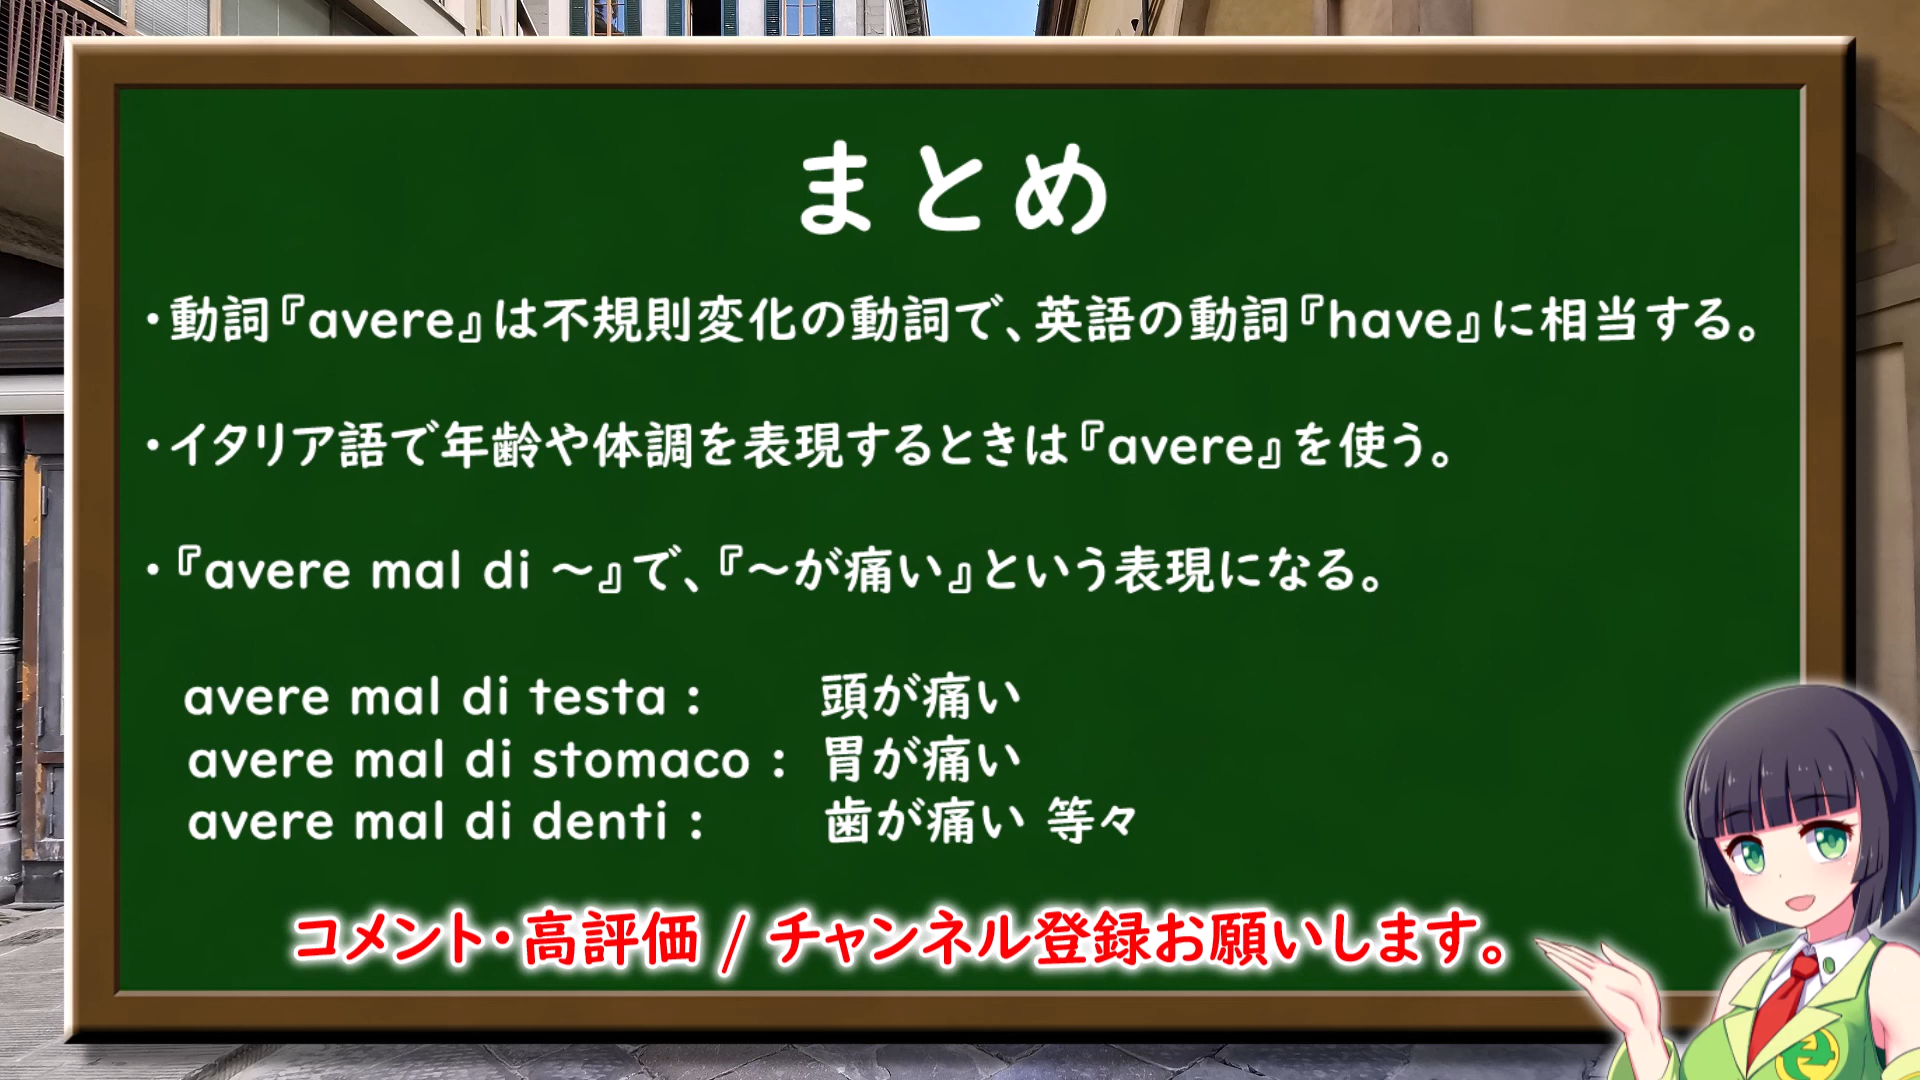 まとめ
・動詞『avere』は不規則変化の動詞で、英語の動詞『have』に相当する。
・イタリア語で年齢や体調を表現するときは『avere』を使う。
・『avere mal di ～』で、『～が痛い』という表現になる。
avere mal di testa : 頭が痛い
avere mal di stomaco : 胃が痛い
avere mal di denti : 歯が痛い 等々
コメント・高評価 / チャンネル登録お願いします。